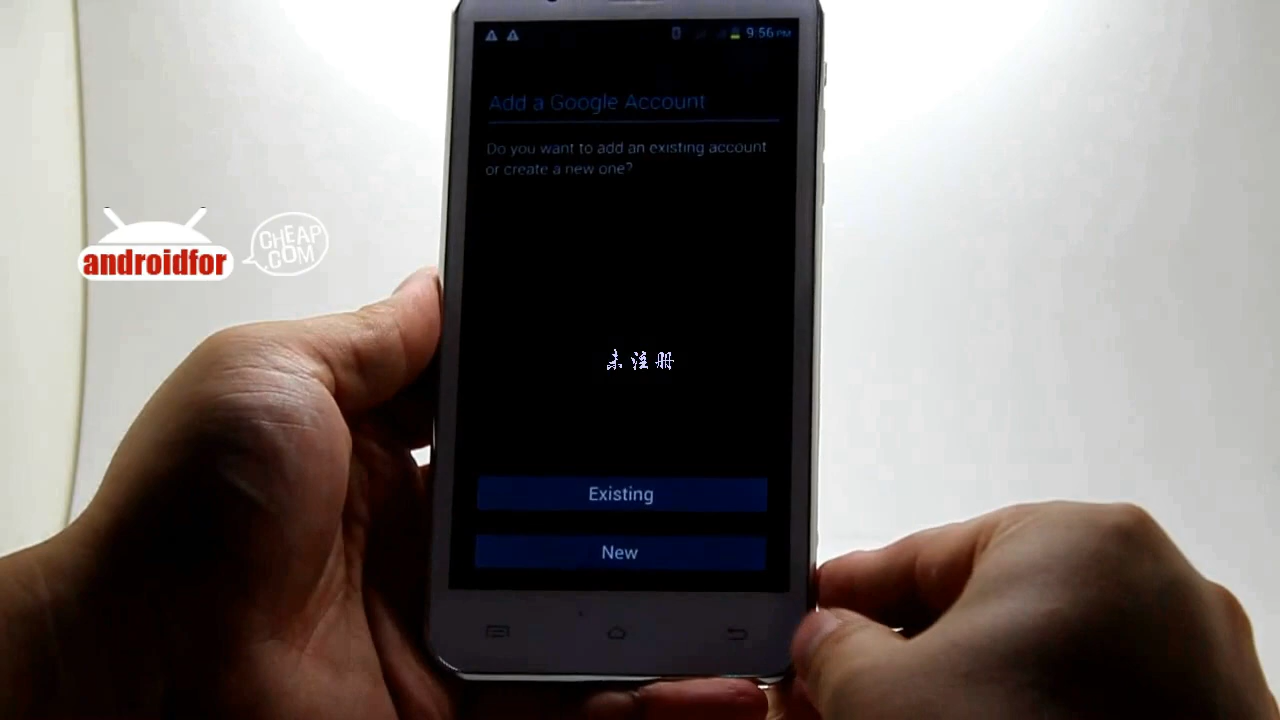 9:56 PM
Add a Google Account
Do you want to add an existing account
or create a new one?
androidfor
CHEAP
.COM
未注册
Existing
New